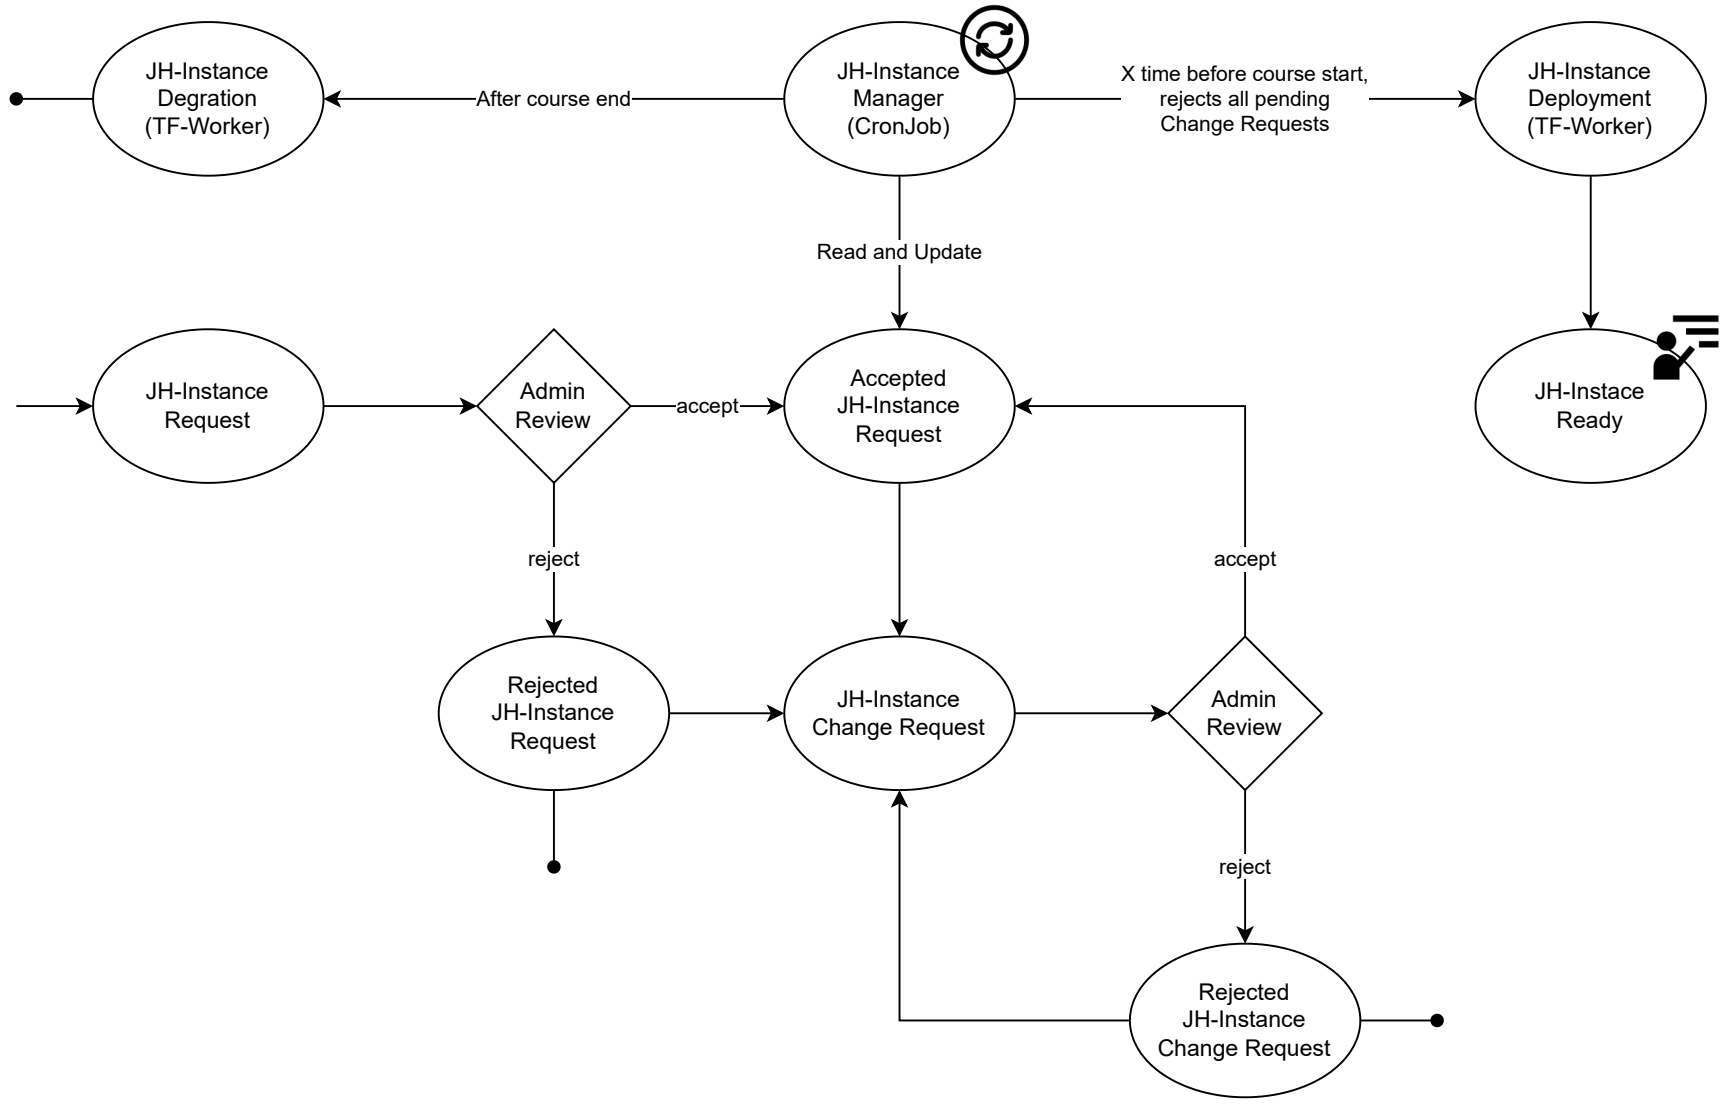 JH-Instance
Degration
(TF-Worker)
After course end
JH-Instance
Manager
(CronJob)
X time before course start,
rejects all pending
Change Requests
JH-Instance
Deployment
(TF-Worker)
Read and Update
JH-Instance
Request
Admin
Review
accept
Accepted
JH-Instance
Request
JH-Instace
Ready
reject
accept
Rejected
JH-Instance
Request
JH-Instance
Change Request
Admin
Review
reject
Rejected
JH-Instance
Change Request